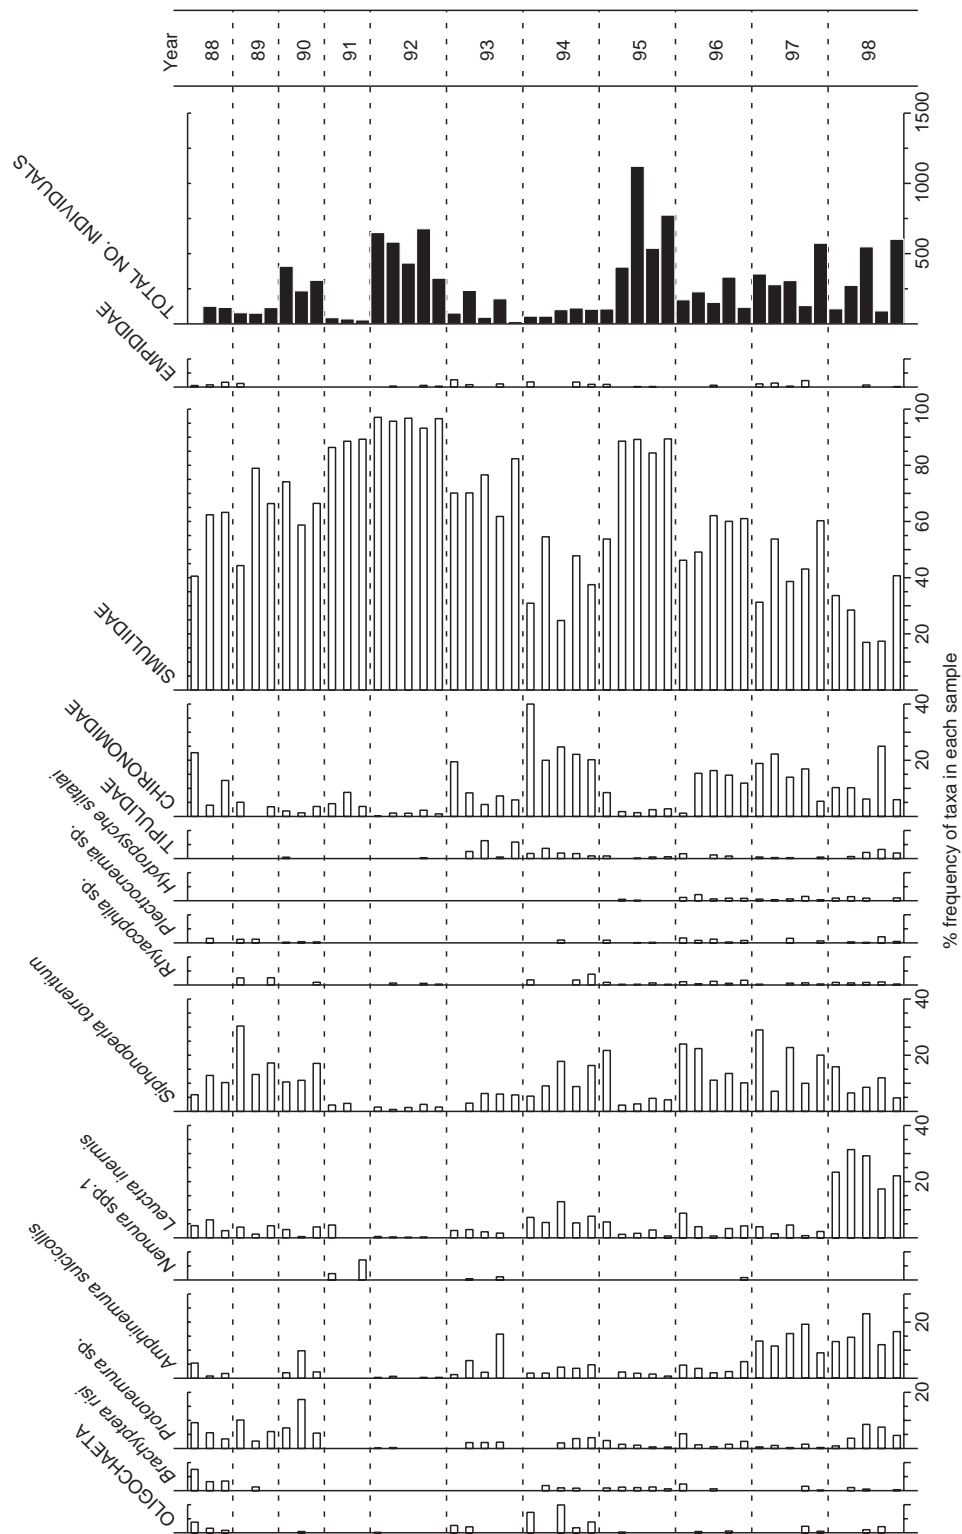 Year
88
89
90
91
92
93
94
95
96
97
98
TOTAL NO. INDIVIDUALS
500
1000
1500
EMPIDIDAE
SIMULIIDAE
20
40
60
80
100
CHIRONOMIDAE
20
40
TIPULIDAE
Hydropsyche siltalai
Plectrocnemia sp.
Rhyacophila sp.
Siphonoperla torrentium
20
40
Leuctra inermis
20
40
Nemoura spp.1
Amphinemura sulcicollis
20
Protonemura sp.
20
Brachyptera risi
OLIGOCHAETA
% frequency of taxa in each sample